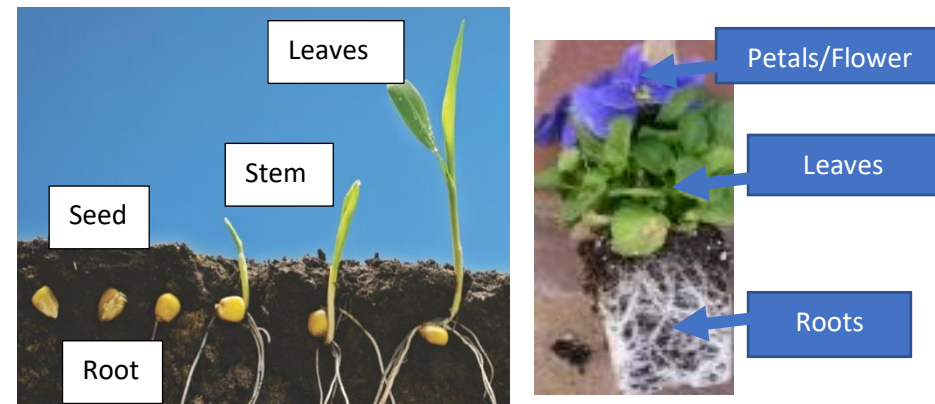 Leaves
Stem
Seed
Root
Petals/Flower
Leaves
Roots